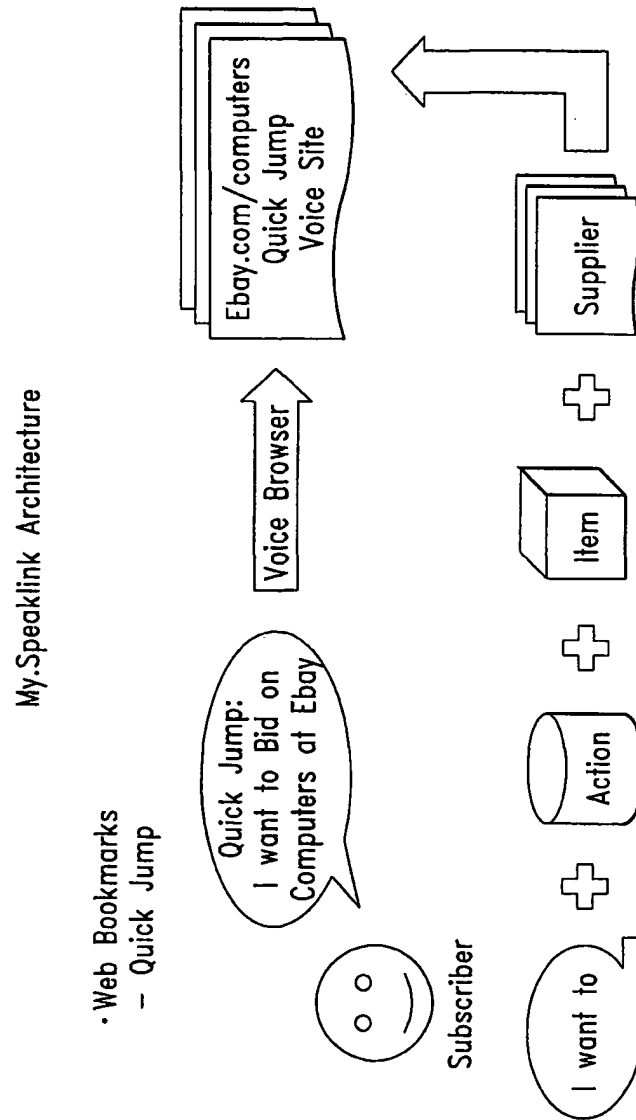 My.Speaklink Architecture
· Web Bookmarks
– Quick Jump
Quick Jump:
I want to Bid on
Computers at Ebay
Voice Browser
Ebay.com/computers
Quick Jump
Voice Site
Subscriber
I want to
Action
Item
Supplier